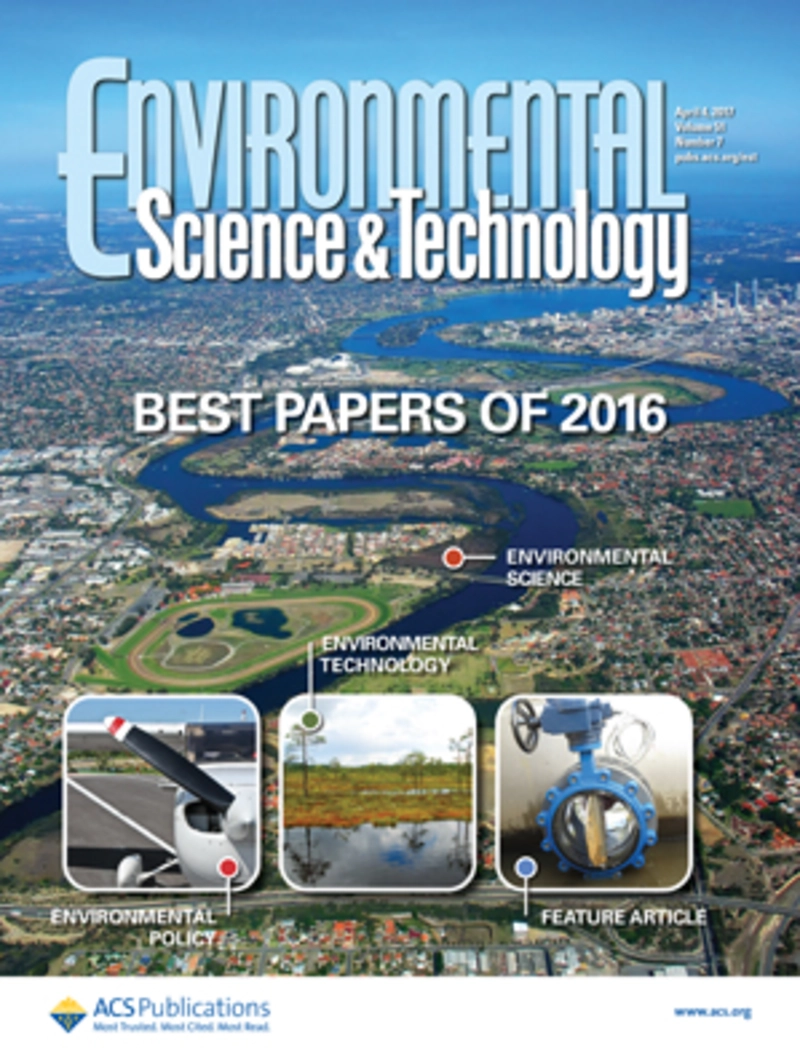 ENVIRONMENTAL
Science & Technology
April 4, 2017
Volume 51
Number 7
pubs.acs.org/est
BEST PAPERS OF 2016
ENVIRONMENTAL
SCIENCE
ENVIRONMENTAL
TECHNOLOGY
ENVIRONMENTAL
POLICY
FEATURE ARTICLE
ACS Publications
Most Trusted. Most Cited. Most Read.
www.acs.org